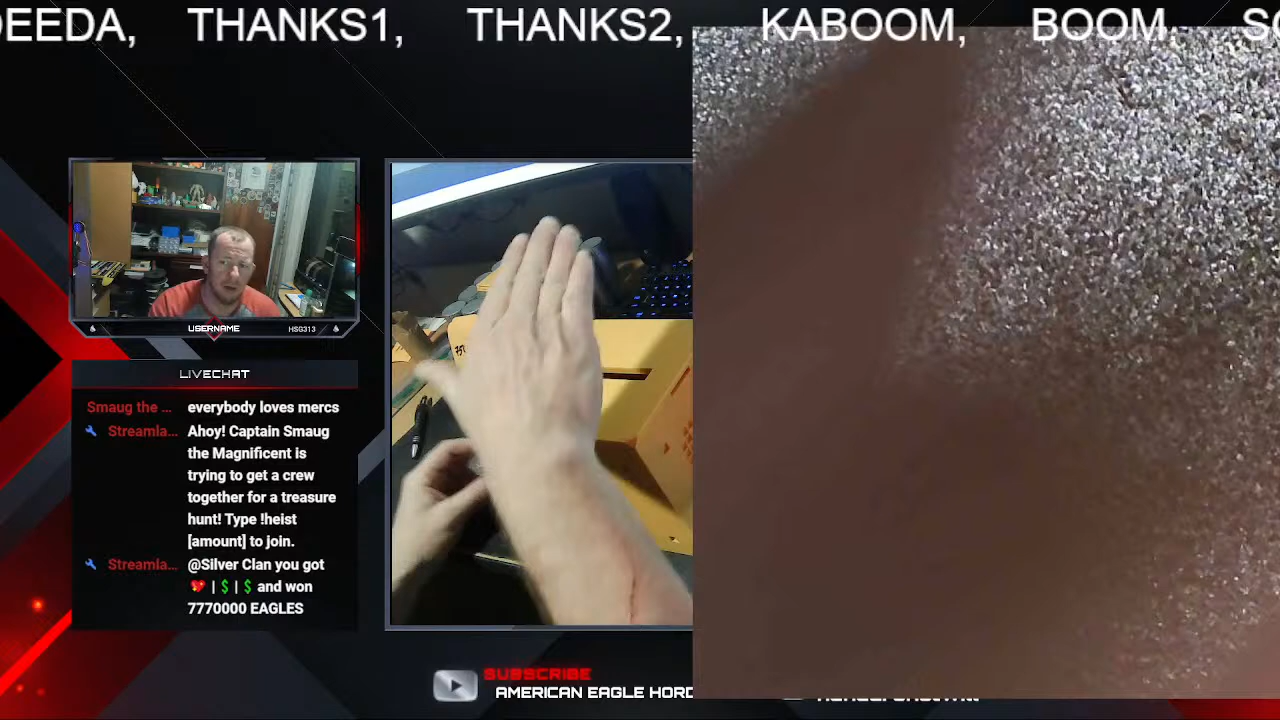 THANKS1, THANKS2, KABOOM, BOOM,
USERNAME HSG313
LIVECHAT
Smaug the ... everybody loves mercs
Streamla... Ahoy! Captain Smaug
the Magnificent is
trying to get a crew
together for a treasure
hunt! Type !heist
[amount] to join.
Streamla... @Silver Clan you got
| $ | $ and won
7770000 EAGLES
SUBSCRIBE
AMERICAN EAGLE HORD